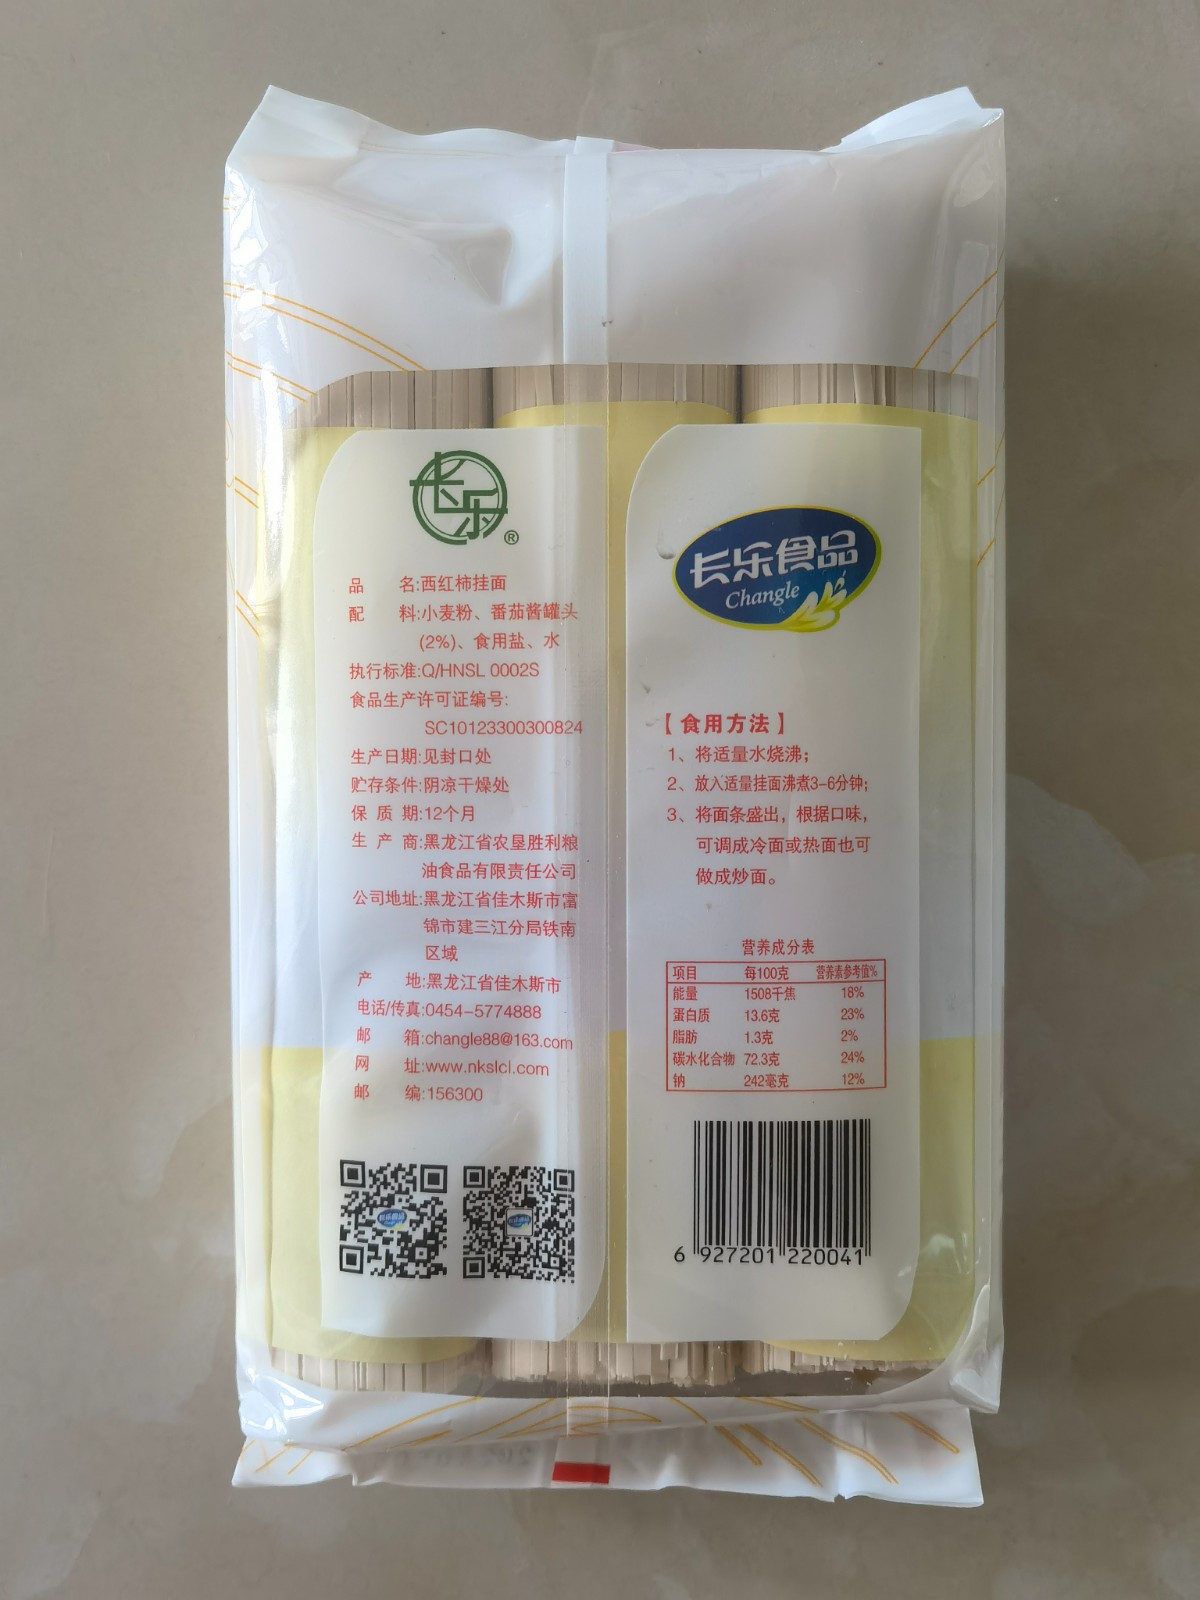 长乐
®
品 名:西红柿挂面
配 料:小麦粉、番茄酱罐头
(2%)、食用盐、水
执行标准:Q/HNSL 0002S
食品生产许可证编号:
SC10123300300824
生产日期:见封口处
贮存条件:阴凉干燥处
保 质 期:12个月
生 产 商:黑龙江省农垦胜利粮
油食品有限责任公司
公司地址:黑龙江省佳木斯市富
锦市建三江分局铁南
区域
产 地:黑龙江省佳木斯市
电话/传真:0454-5774888
邮 箱:changle88@163.com
网 址:www.nkslcl.com
邮 编:156300
长乐食品
Changle
【食用方法】
1、将适量水烧沸；
2、放入适量挂面沸煮3-6分钟；
3、将面条盛出，根据口味，
可调成冷面或热面也可
做成炒面。
营养成分表
项目 每100克 营养素参考值%
能量 1508千焦 18%
蛋白质 13.6克 23%
脂肪 1.3克 2%
碳水化合物 72.3克 24%
钠 242毫克 12%
6 927201 220041